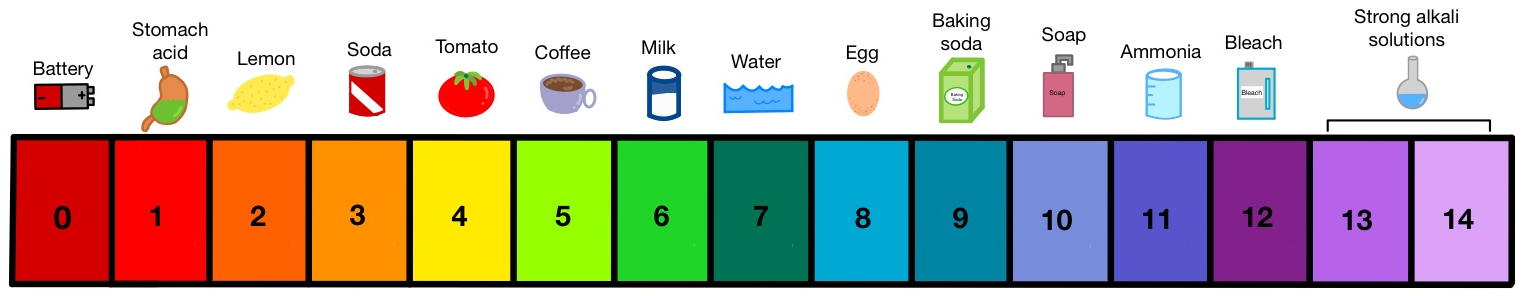 Battery
Stomach
acid
Lemon
Soda
Tomato
Coffee
Milk
Water
Egg
Baking
soda
Soap
Ammonia
Bleach
Strong alkali
solutions
- +
Baking
Soda
Soap
Bleach
0 1 2 3 4 5 6 7 8 9 10 11 12 13 14